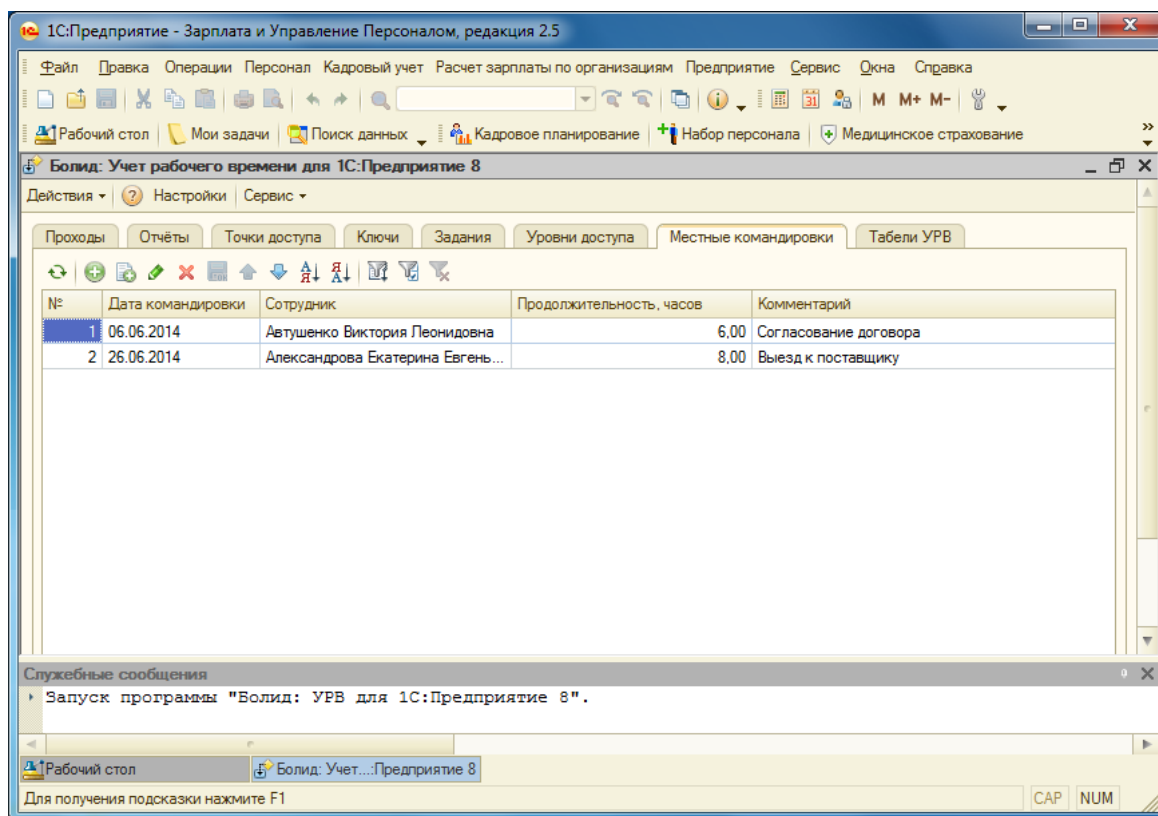 1С:Предприятие - Зарплата и Управление Персоналом, редакция 2.5
Файл Правка Операции Персонал Кадровый учет Расчет зарплаты по организациям Предприятие Сервис Окна Справка
M M+ M-
Рабочий стол Мои задачи Поиск данных Кадровое планирование Набор персонала Медицинское страхование
Болид: Учет рабочего времени для 1С:Предприятие 8
Действия Настройки Сервис
Проходы Отчёты Точки доступа Ключи Задания Уровни доступа Местные командировки Табели УРВ
№ Дата командировки Сотрудник Продолжительность, часов Комментарий
1 06.06.2014 Автушенко Виктория Леонидовна 6,00 Согласование договора
2 26.06.2014 Александрова Екатерина Евгень... 8,00 Выезд к поставщику
Служебные сообщения
Запуск программы "Болид: УРВ для 1С:Предприятие 8".
Рабочий стол Болид: Учет...:Предприятие 8
Для получения подсказки нажмите F1 CAP NUM